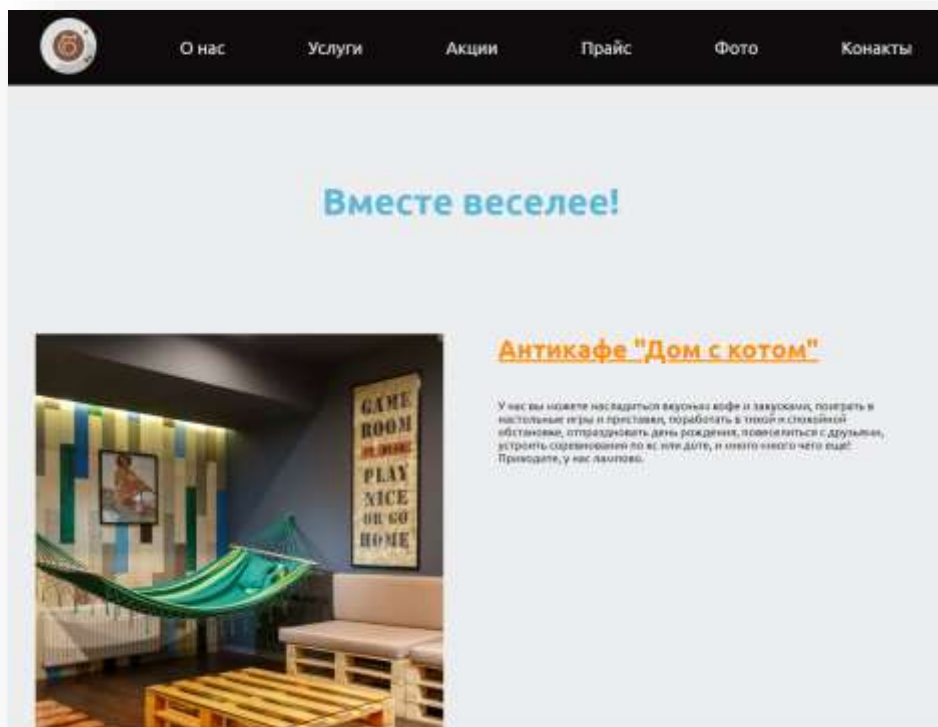 О нас Услуги Акции Прайс Фото Конакты
Вместе веселее!
Антикафе "Дом с котом"
У нас вы можете насладиться вкусным кофе и закусками, поиграть в
настольные игры и приставки, поработать в тихой и спокойной
обстановке, отпраздновать день рождения, повеселиться с друзьями,
устроить соревнования по кс или доте, и много много чего еще!
Приходите, у нас лампово.
GAME
ROOM
PLAY
NICE
OR GO
HOME